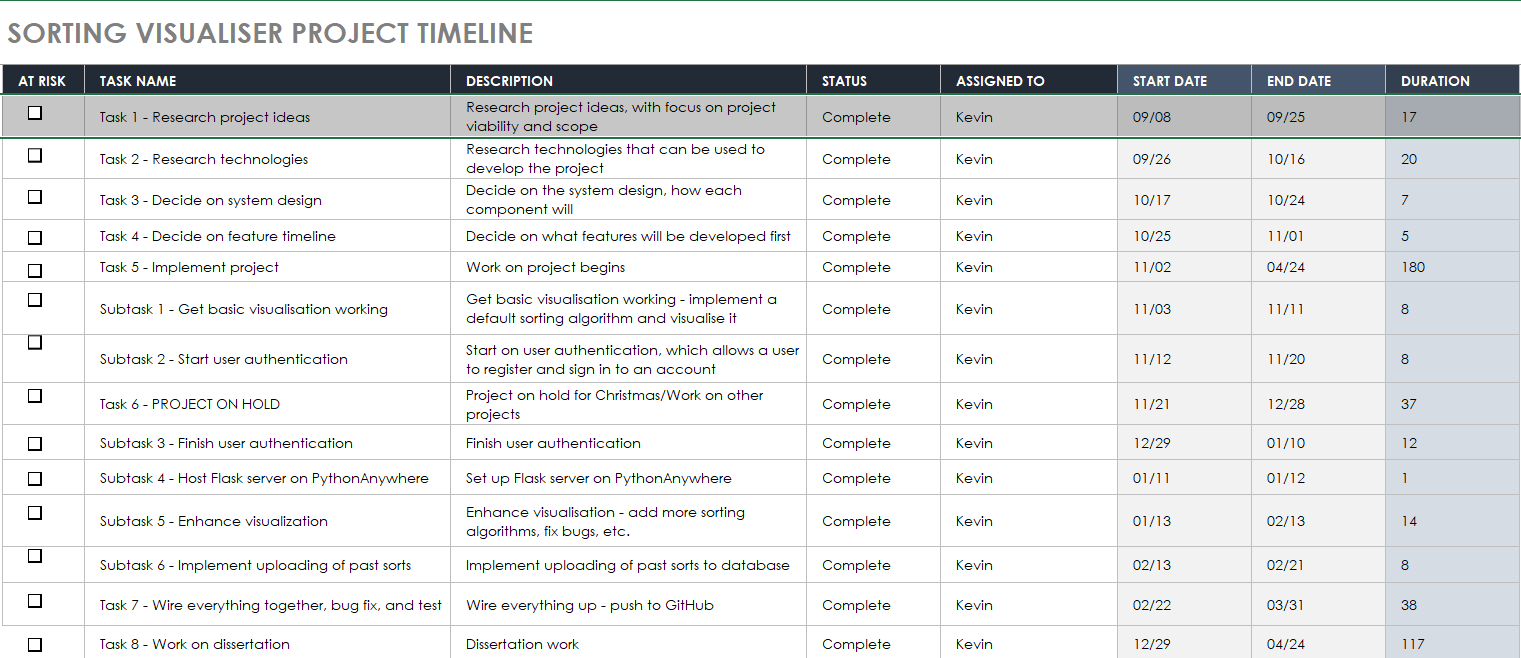 SORTING VISUALISER PROJECT TIMELINE
AT RISK TASK NAME DESCRIPTION STATUS ASSIGNED TO START DATE END DATE DURATION
Task 1 - Research project ideas Research project ideas, with focus on project Complete Kevin 09/08 09/25 17
viability and scope
Task 2 - Research technologies Research technologies that can be used to Complete Kevin 09/26 10/16 20
develop the project
Task 3 - Decide on system design Decide on the system design, how each Complete Kevin 10/17 10/24 7
component will
Task 4 - Decide on feature timeline Decide on what features will be developed first Complete Kevin 10/25 11/01 5
Task 5 - Implement project Work on project begins Complete Kevin 11/02 04/24 180
Subtask 1 - Get basic visualisation working Get basic visualisation working - implement a Complete Kevin 11/03 11/11 8
default sorting algorithm and visualise it
Subtask 2 - Start user authentication Start on user authentication, which allows a user Complete Kevin 11/12 11/20 8
to register and sign in to an account
Task 6 - PROJECT ON HOLD Project on hold for Christmas/Work on other Complete Kevin 11/21 12/28 37
projects
Subtask 3 - Finish user authentication Finish user authentication Complete Kevin 12/29 01/10 12
Subtask 4 - Host Flask server on PythonAnywhere Set up Flask server on PythonAnywhere Complete Kevin 01/11 01/12 1
Subtask 5 - Enhance visualization Enhance visualisation - add more sorting Complete Kevin 01/13 02/13 14
algorithms, fix bugs, etc.
Subtask 6 - Implement uploading of past sorts Implement uploading of past sorts to database Complete Kevin 02/13 02/21 8
Task 7 - Wire everything together, bug fix, and test Wire everything up - push to GitHub Complete Kevin 02/22 03/31 38
Task 8 - Work on dissertation Dissertation work Complete Kevin 12/29 04/24 117